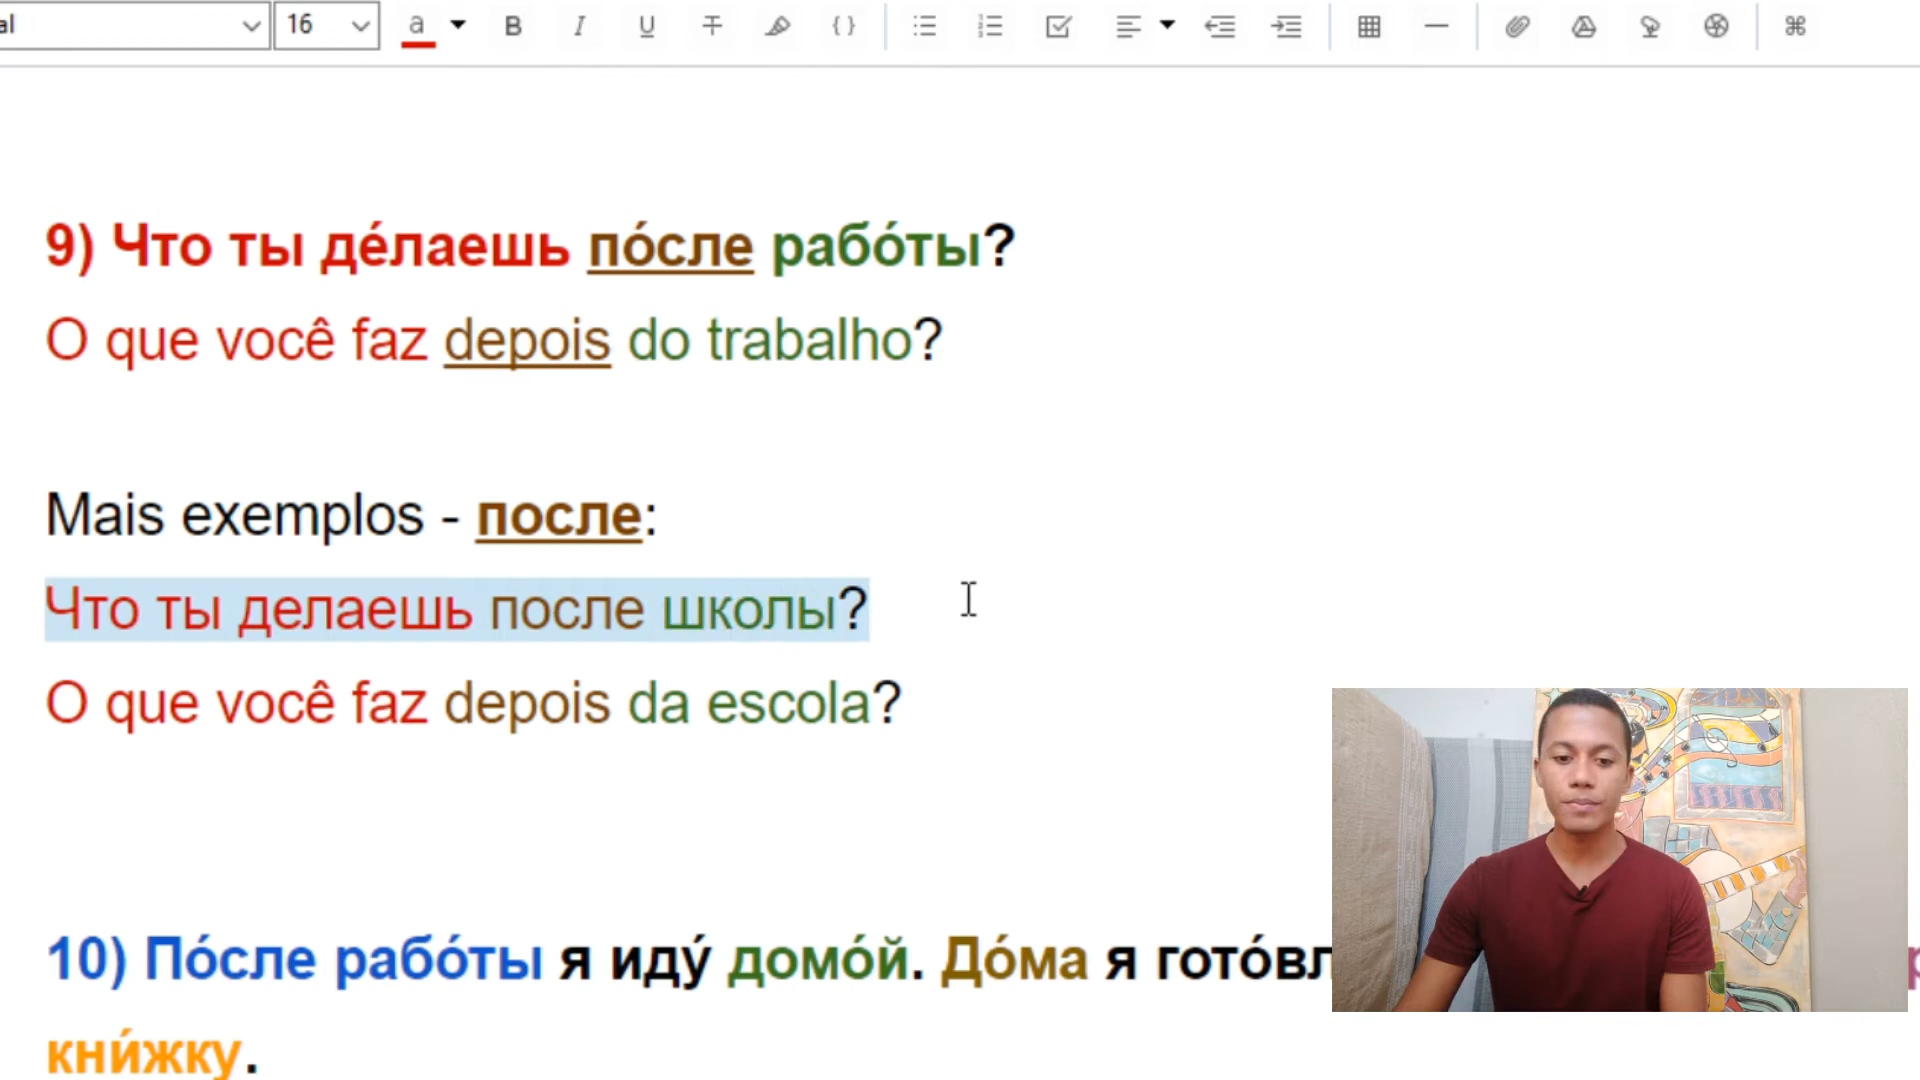 16
9) Что ты де́лаешь по́сле рабо́ты?
O que você faz depois do trabalho?
Mais exemplos - после:
Что ты делаешь после школы?
O que você faz depois da escola?
10) По́сле рабо́ты я иду́ домо́й. До́ма я
кни́жку.